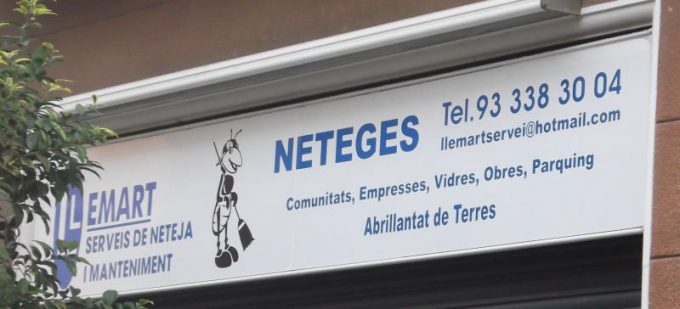 LLEMART
SERVEIS DE NETEJA
I MANTENIMENT
NETEGES
Tel.93 338 30 04
llemartservei@hotmail.com
Comunitats, Empresses, Vidres, Obres, Parquing
Abrillantat de Terres